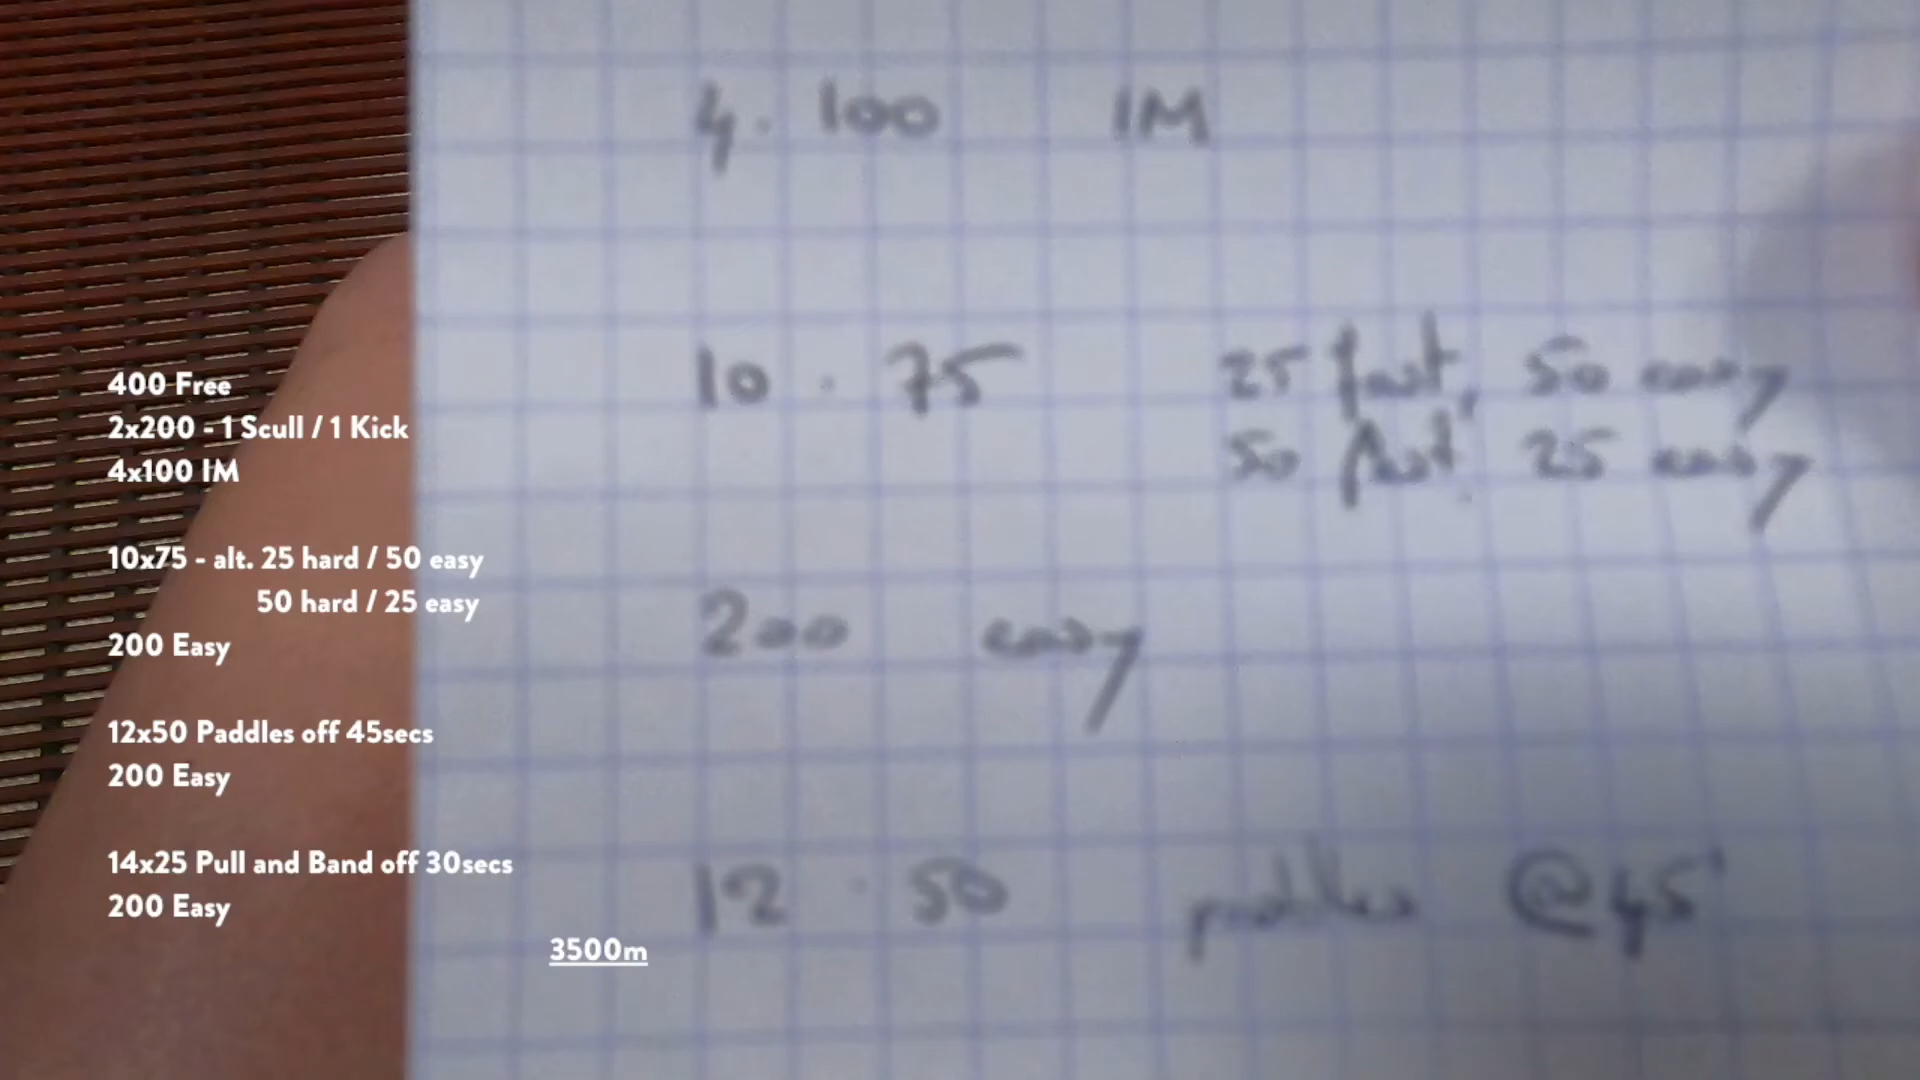 400 Free
2x200 - 1 Scull / 1 Kick
4x100 IM
10x75 - alt. 25 hard / 50 easy
50 hard / 25 easy
200 Easy
12x50 Paddles off 45secs
200 Easy
14x25 Pull and Band off 30secs
200 Easy
3500m
4. 100 IM
10 . 75 25 fast, 50 easy
50 fast 25 easy
200 easy
12 . 50 paddles @45'